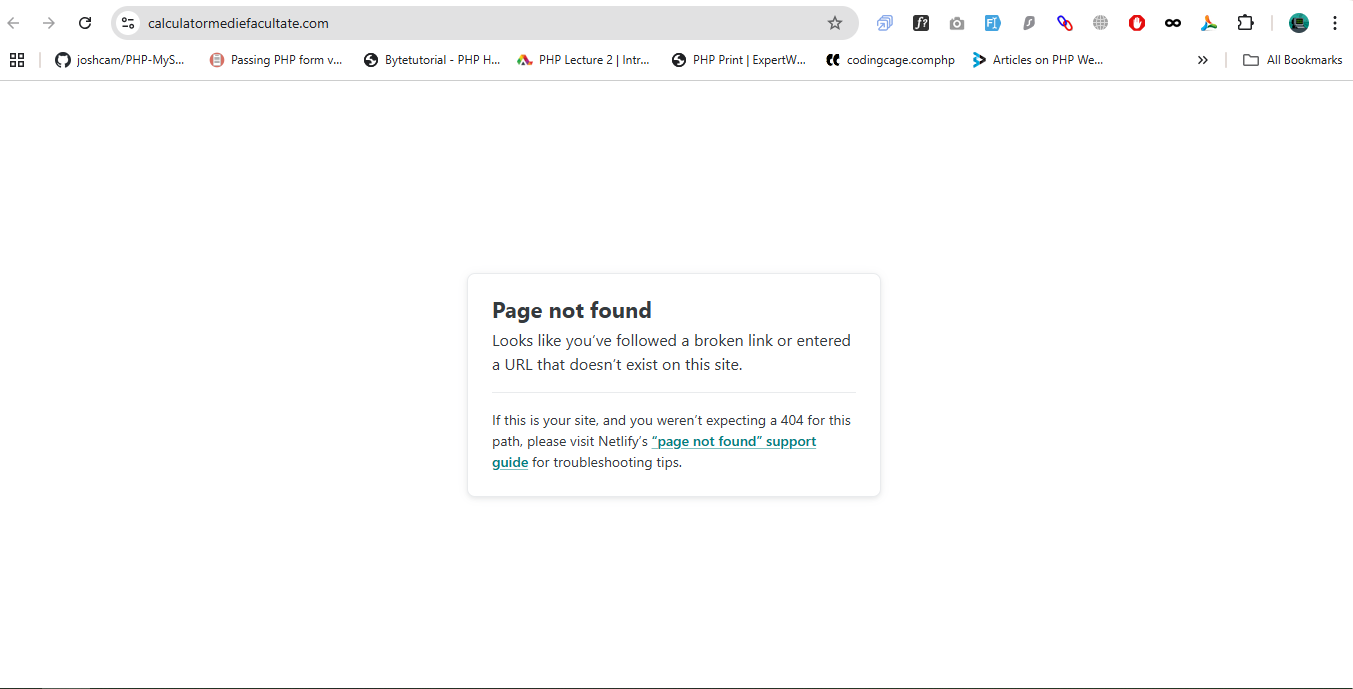 calculatormediefacultate.com
joshcam/PHP-MyS...
Passing PHP form v...
Bytetutorial - PHP H...
PHP Lecture 2 | Intr...
PHP Print | ExpertW...
codingcage.comphp
Articles on PHP We...
All Bookmarks
Page not found
Looks like you’ve followed a broken link or entered
a URL that doesn’t exist on this site.
If this is your site, and you weren’t expecting a 404 for this
path, please visit Netlify’s “page not found” support
guide for troubleshooting tips.